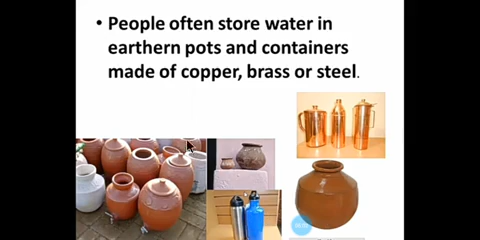 • People often store water in
earthern pots and containers
made of copper, brass or steel.